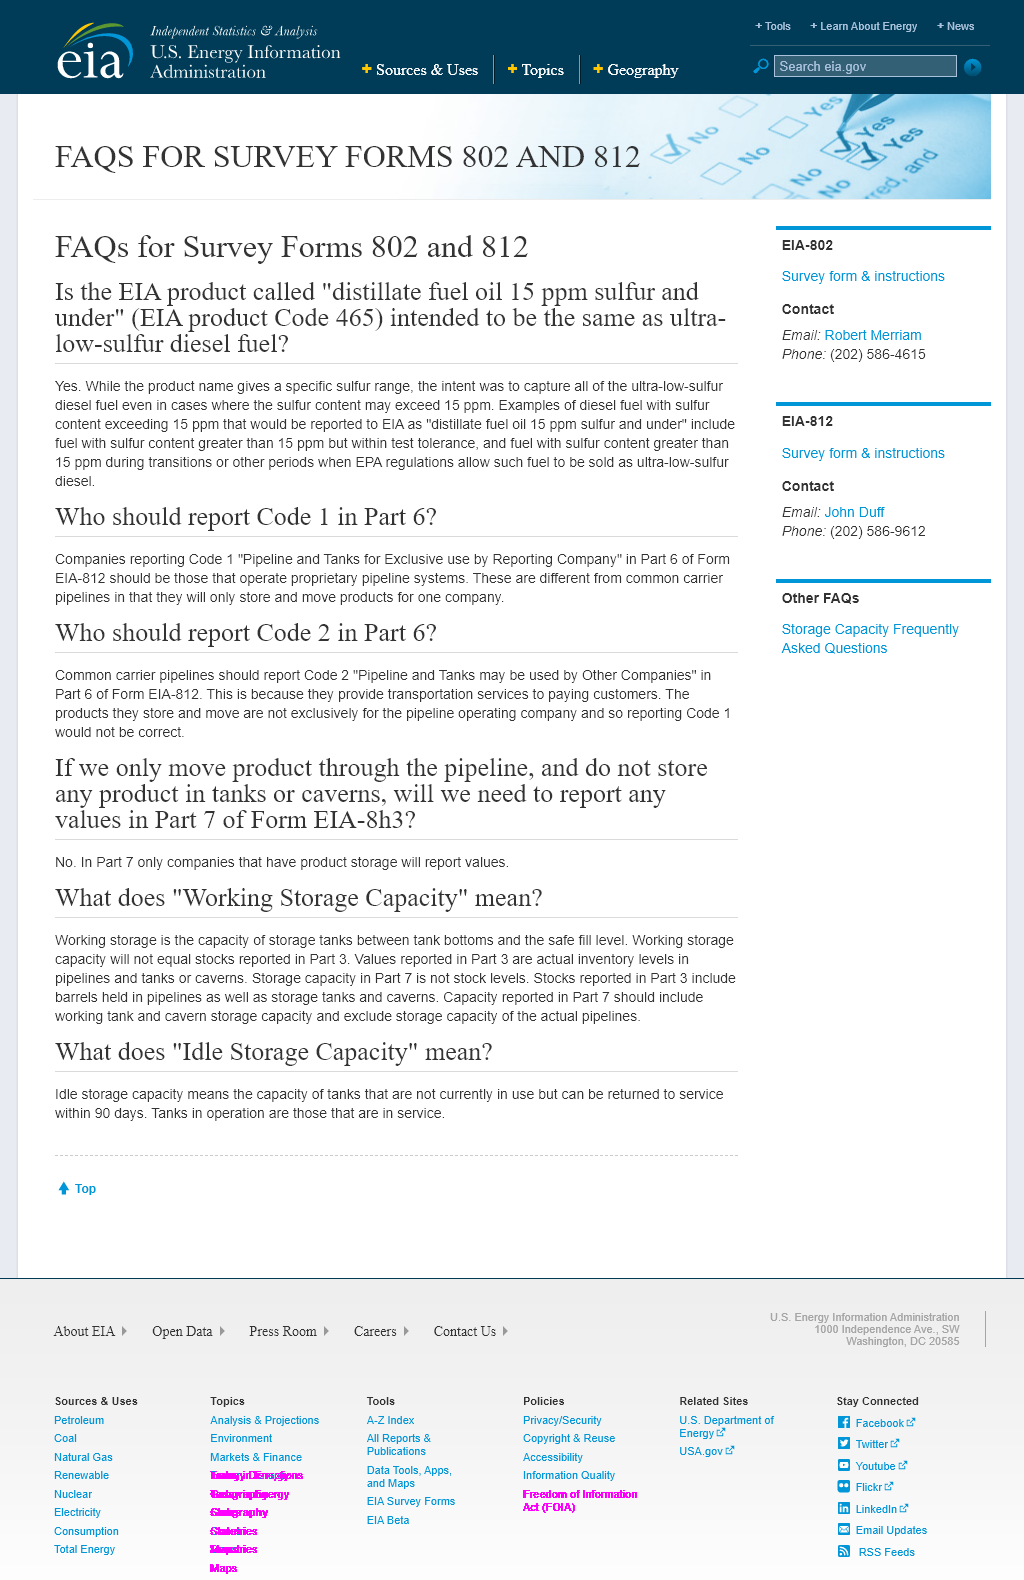 Independent Statistics & Analysis
U.S. Energy Information
Administration
eia
+ Tools
+ Learn About Energy
+ News
+ Sources & Uses
+ Topics
+ Geography
Search eia.gov
FAQS FOR SURVEY FORMS 802 AND 812
No
No
No
No
Yes
Yes
Yes
Yes
rred, and
FAQs for Survey Forms 802 and 812
Is the EIA product called "distillate fuel oil 15 ppm sulfur and
under" (EIA product Code 465) intended to be the same as ultra-
low-sulfur diesel fuel?
Yes. While the product name gives a specific sulfur range, the intent was to capture all of the ultra-low-sulfur
diesel fuel even in cases where the sulfur content may exceed 15 ppm. Examples of diesel fuel with sulfur
content exceeding 15 ppm that would be reported to EIA as "distillate fuel oil 15 ppm sulfur and under" include
fuel with sulfur content greater than 15 ppm but within test tolerance, and fuel with sulfur content greater than
15 ppm during transitions or other periods when EPA regulations allow such fuel to be sold as ultra-low-sulfur
diesel.
Who should report Code 1 in Part 6?
Companies reporting Code 1 "Pipeline and Tanks for Exclusive use by Reporting Company" in Part 6 of Form
EIA-812 should be those that operate proprietary pipeline systems. These are different from common carrier
pipelines in that they will only store and move products for one company.
Who should report Code 2 in Part 6?
Common carrier pipelines should report Code 2 "Pipeline and Tanks may be used by Other Companies" in
Part 6 of Form EIA-812. This is because they provide transportation services to paying customers. The
products they store and move are not exclusively for the pipeline operating company and so reporting Code 1
would not be correct.
If we only move product through the pipeline, and do not store
any product in tanks or caverns, will we need to report any
values in Part 7 of Form EIA-8h3?
No. In Part 7 only companies that have product storage will report values.
What does "Working Storage Capacity" mean?
Working storage is the capacity of storage tanks between tank bottoms and the safe fill level. Working storage
capacity will not equal stocks reported in Part 3. Values reported in Part 3 are actual inventory levels in
pipelines and tanks or caverns. Storage capacity in Part 7 is not stock levels. Stocks reported in Part 3 include
barrels held in pipelines as well as storage tanks and caverns. Capacity reported in Part 7 should include
working tank and cavern storage capacity and exclude storage capacity of the actual pipelines.
What does "Idle Storage Capacity" mean?
Idle storage capacity means the capacity of tanks that are not currently in use but can be returned to service
within 90 days. Tanks in operation are those that are in service.
Top
EIA-802
Survey form & instructions
Contact
Email: Robert Merriam
Phone: (202) 586-4615
EIA-812
Survey form & instructions
Contact
Email: John Duff
Phone: (202) 586-9612
Other FAQs
Storage Capacity Frequently
Asked Questions
About EIA
Open Data
Press Room
Careers
Contact Us
U.S. Energy Information Administration
1000 Independence Ave., SW
Washington, DC 20585
Sources & Uses
Petroleum
Coal
Natural Gas
Renewable
Nuclear
Electricity
Consumption
Total Energy
Topics
Analysis & Projections
Environment
Markets & Finance
Geography
Maps
Tools
A-Z Index
All Reports &
Publications
Data Tools, Apps,
and Maps
EIA Survey Forms
EIA Beta
Policies
Privacy/Security
Copyright & Reuse
Accessibility
Information Quality
Freedom of Information
Act (FOIA)
Related Sites
U.S. Department of
Energy
USA.gov
Stay Connected
Facebook
Twitter
Youtube
Flickr
LinkedIn
Email Updates
RSS Feeds